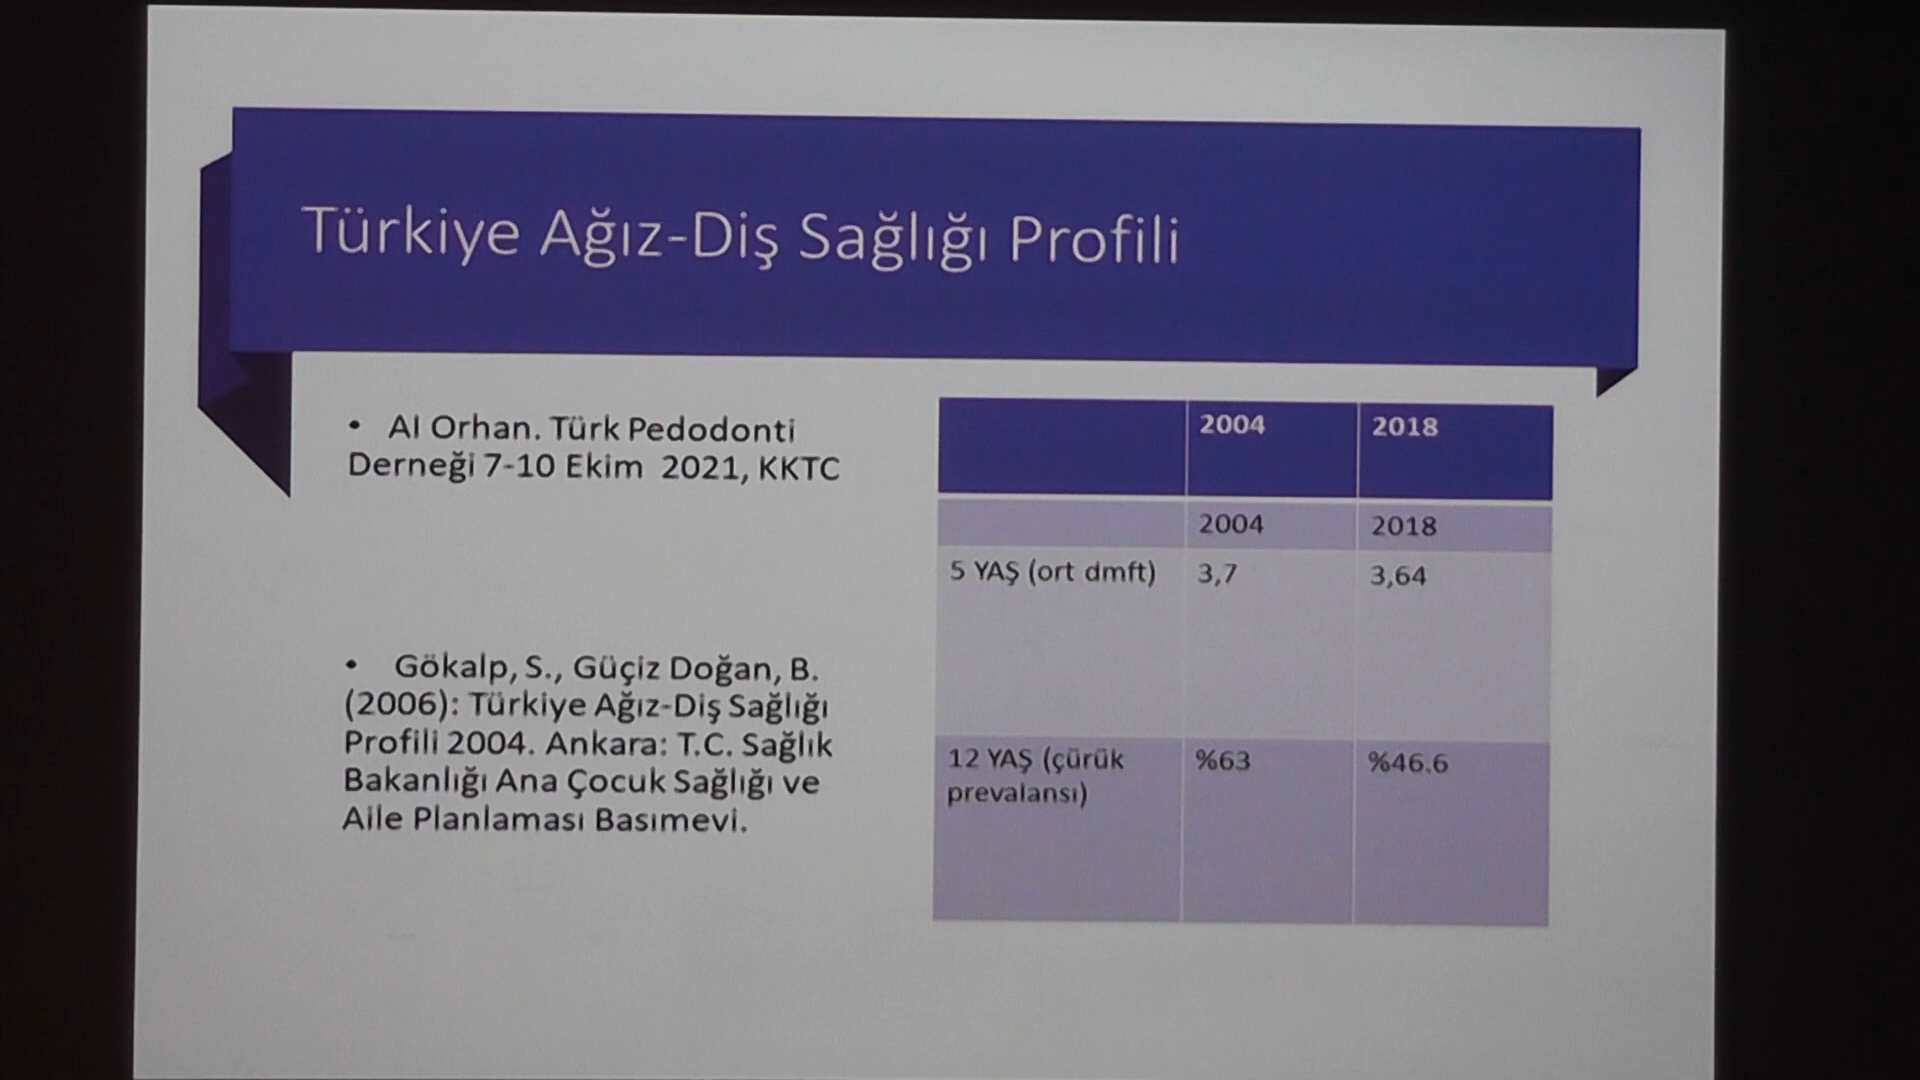 Türkiye Ağız-Diş Sağlığı Profili
• AI Orhan. Türk Pedodonti
Derneği 7-10 Ekim 2021, KKTC
• Gökalp, S., Güçiz Doğan, B.
(2006): Türkiye Ağız-Diş Sağlığı
Profili 2004. Ankara: T.C. Sağlık
Bakanlığı Ana Çocuk Sağlığı ve
Aile Planlaması Basımevi.
2004 2018
2004 2018
5 YAŞ (ort dmft) 3,7 3,64
12 YAŞ (çürük %63 %46.6
prevalansı)